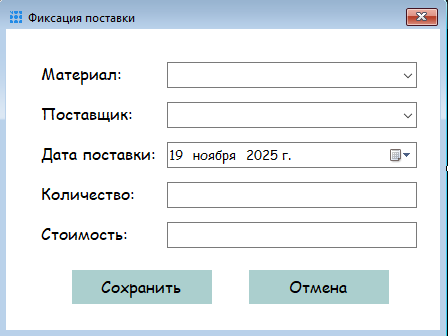 Фиксация поставки
Материал:
Поставщик:
Дата поставки: 19 ноября 2025 г.
Количество:
Стоимость:
Сохранить Отмена